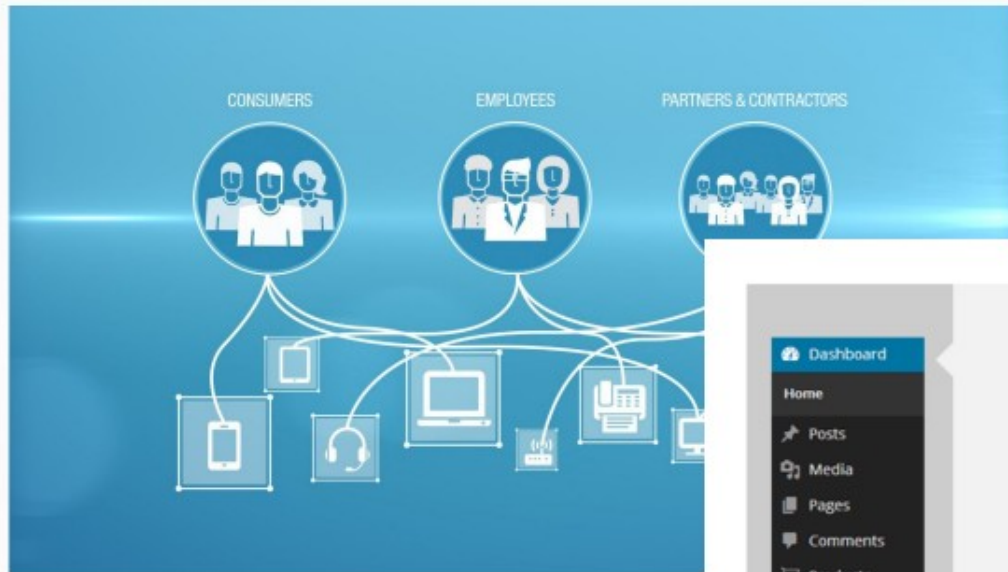 CONSUMERS
EMPLOYEES
PARTNERS & CONTRACTORS
Dashboard
Home
Posts
Media
Pages
Comments